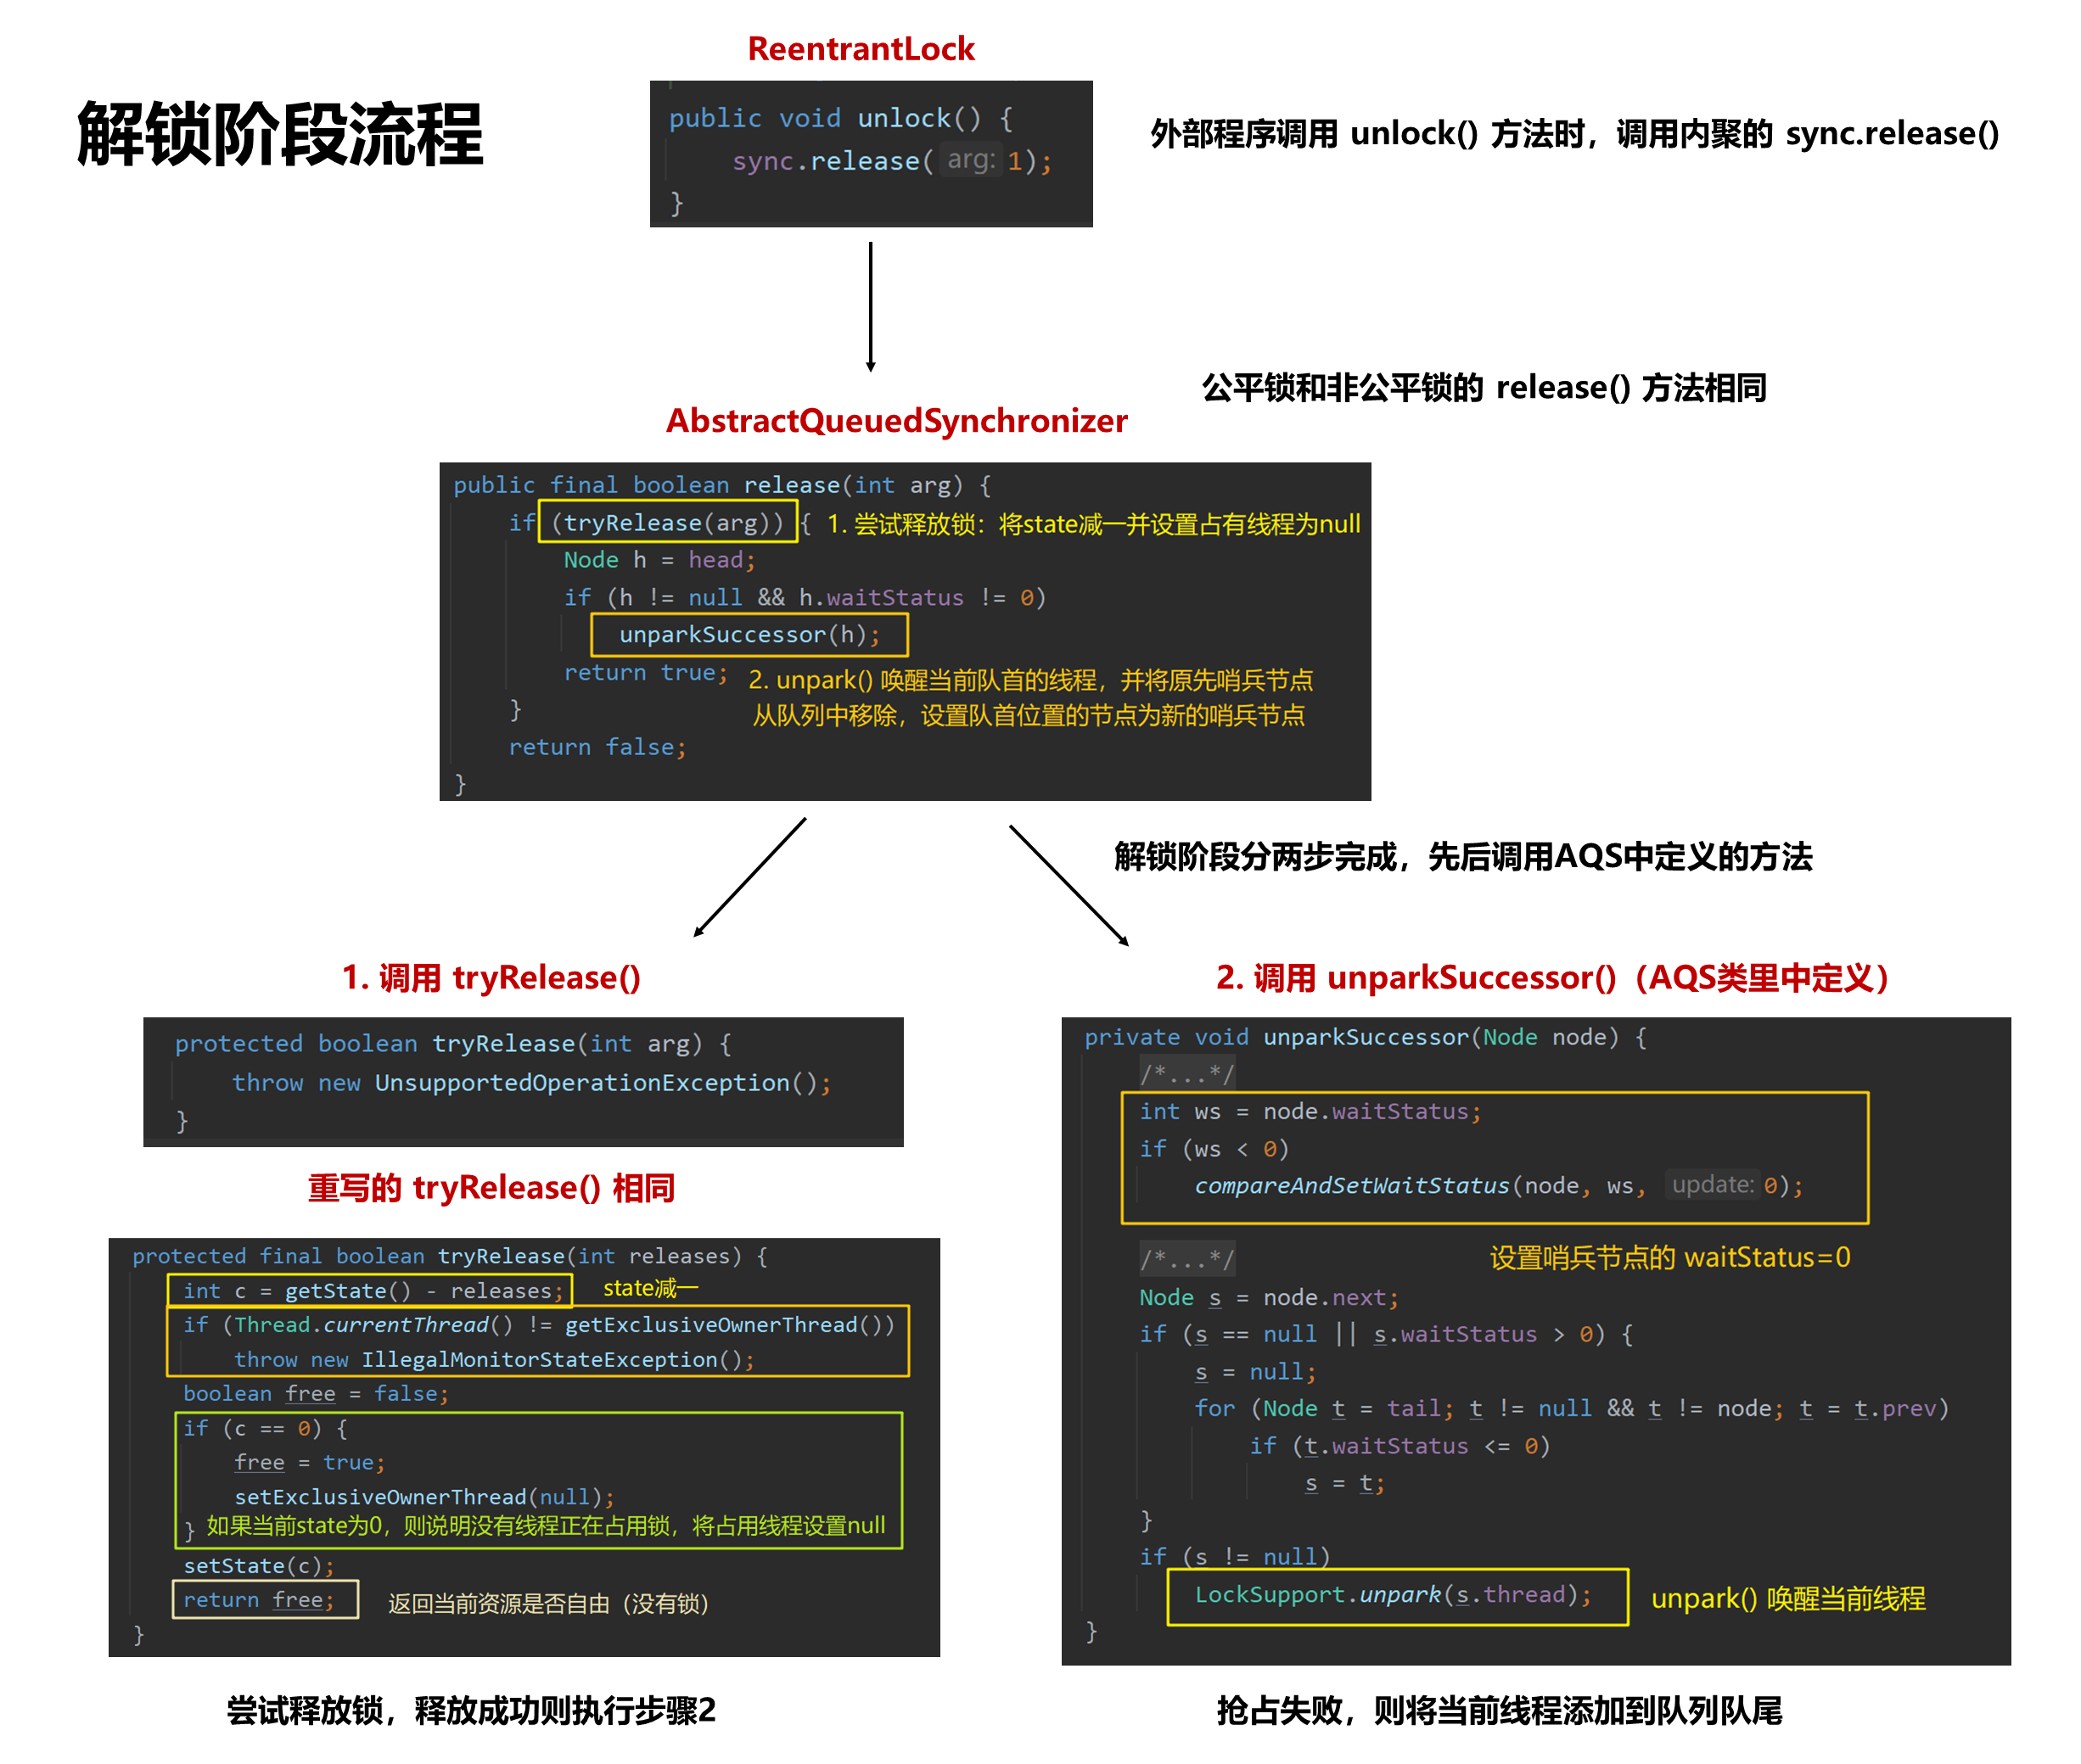 ReentrantLock
解锁阶段流程
public void unlock() {
sync.release( arg: 1);
}
外部程序调用 unlock() 方法时，调用内聚的 sync.release()
公平锁和非公平锁的 release() 方法相同
AbstractQueuedSynchronizer
public final boolean release(int arg) {
if (tryRelease(arg)) { 1. 尝试释放锁：将state减一并设置占有线程为null
Node h = head;
if (h != null && h.waitStatus != 0)
unparkSuccessor(h);
return true; 2. unpark() 唤醒当前队首的线程，并将原先哨兵节点
从队列中移除，设置队首位置的节点为新的哨兵节点
}
return false;
}
解锁阶段分两步完成，先后调用AQS中定义的方法
1. 调用 tryRelease()
protected boolean tryRelease(int arg) {
throw new UnsupportedOperationException();
}
重写的 tryRelease() 相同
protected final boolean tryRelease(int releases) {
int c = getState() - releases; state减一
if (Thread.currentThread() != getExclusiveOwnerThread())
throw new IllegalMonitorStateException();
boolean free = false;
if (c == 0) {
free = true;
setExclusiveOwnerThread(null);
} 如果当前state为0，则说明没有线程正在占用锁，将占用线程设置null
setState(c);
return free; 返回当前资源是否自由（没有锁）
}
尝试释放锁，释放成功则执行步骤2
2. 调用 unparkSuccessor()（AQS类里中定义）
private void unparkSuccessor(Node node) {
/*...*/
int ws = node.waitStatus;
if (ws < 0)
compareAndSetWaitStatus(node, ws, update: 0);
/*...*/ 设置哨兵节点的 waitStatus=0
Node s = node.next;
if (s == null || s.waitStatus > 0) {
s = null;
for (Node t = tail; t != null && t != node; t = t.prev)
if (t.waitStatus <= 0)
s = t;
}
if (s != null)
LockSupport.unpark(s.thread); unpark() 唤醒当前线程
}
抢占失败，则将当前线程添加到队列队尾